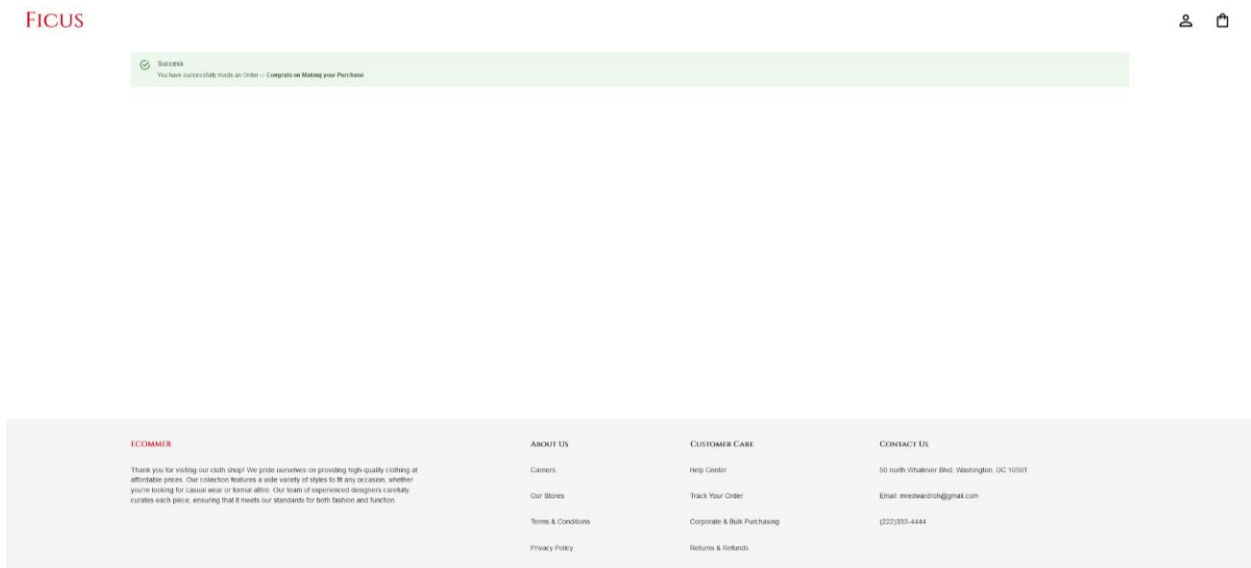 FICUS
Success
You have successfully made an Order — Congrats on Making your Purchase
ECOMMER
Thank you for visiting our cloth shop! We pride ourselves on providing high-quality clothing at
affordable prices. Our collection features a wide variety of styles to fit any occasion, whether
you're looking for casual wear or formal attire. Our team of experienced designers carefully
curates each piece, ensuring that it meets our standards for both fashion and function.
ABOUT US
Careers
Our Stores
Terms & Conditions
Privacy Policy
CUSTOMER CARE
Help Center
Track Your Order
Corporate & Bulk Purchasing
Returns & Refunds
CONTACT US
50 north Whatever Blvd, Washington, DC 10501
Email: mredwardroh@gmail.com
(222)333-4444